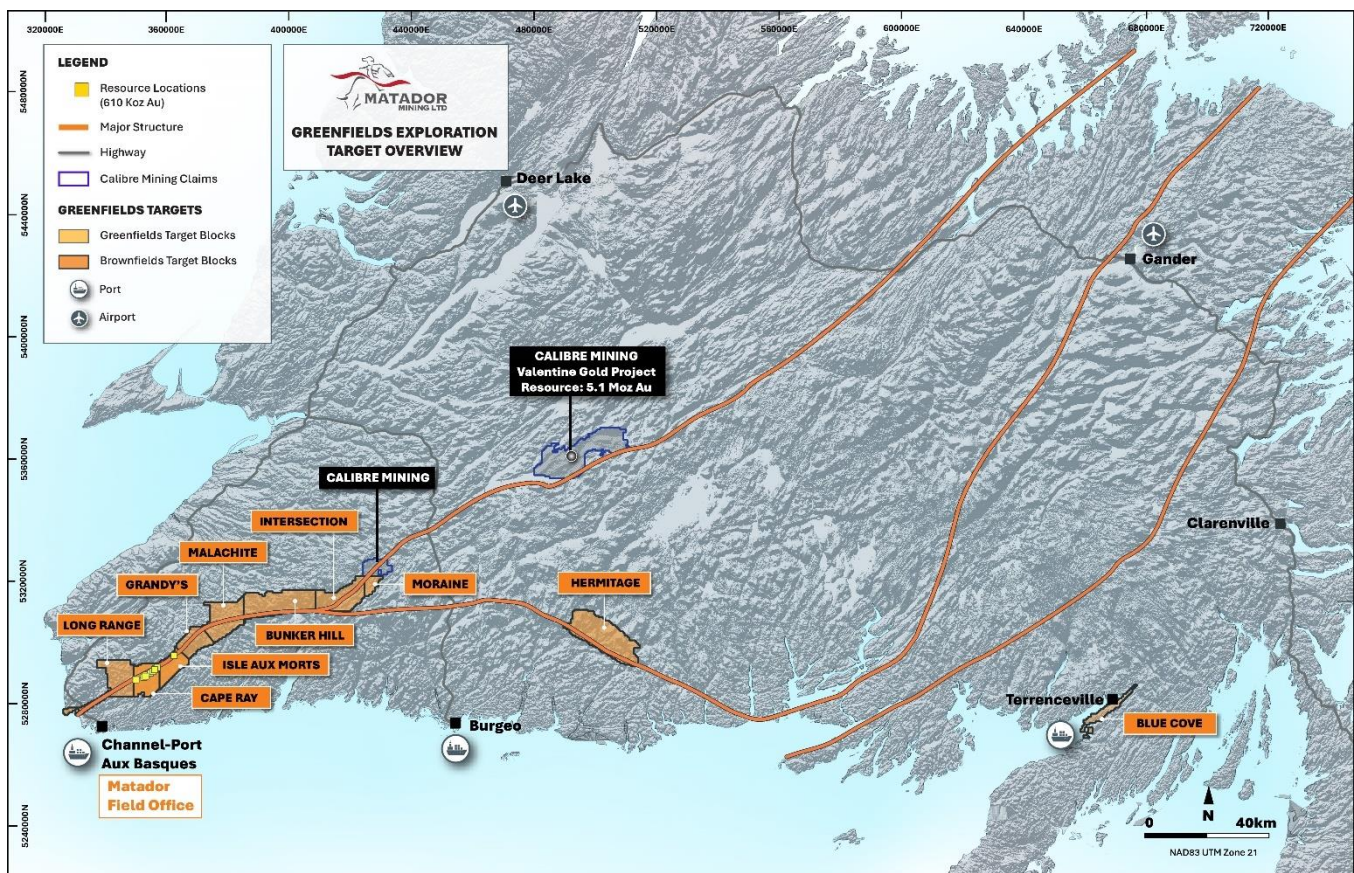 320000E
360000E
400000E
440000E
480000E
520000E
560000E
600000E
640000E
680000E
720000E
5480000N
5440000N
5400000N
5360000N
5320000N
5280000N
5240000N
LEGEND
Resource Locations
(610 Koz Au)
Major Structure
Highway
Calibre Mining Claims
GREENFIELDS TARGETS
Greenfields Target Blocks
Brownfields Target Blocks
Port
Airport
MATADOR
MINING LTD
GREENFIELDS EXPLORATION
TARGET OVERVIEW
Deer Lake
Gander
CALIBRE MINING
Valentine Gold Project
Resource: 5.1 Moz Au
CALIBRE MINING
Clarenville
INTERSECTION
MALACHITE
GRANDY'S
MORAINE
HERMITAGE
LONG RANGE
BUNKER HILL
ISLE AUX MORTS
CAPE RAY
Terrenceville
BLUE COVE
Burgeo
Channel-Port
Aux Basques
Matador
Field Office
N
0 40km
NAD83 UTM Zone 21